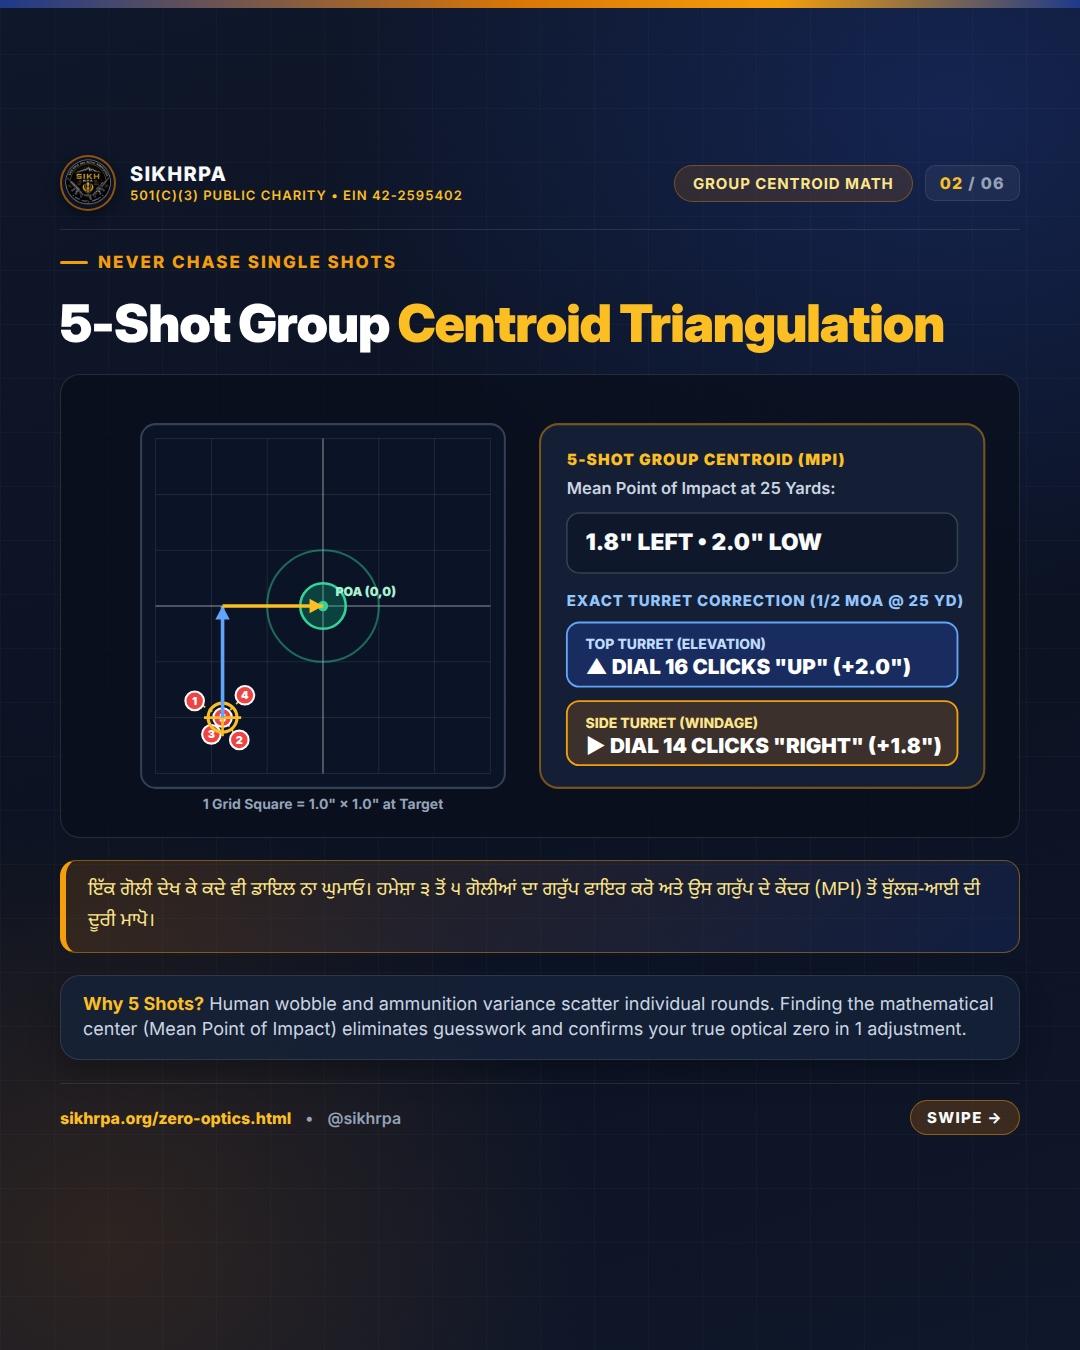 SIKH
SIKHRPA
501(C)(3) PUBLIC CHARITY • EIN 42-2595402
GROUP CENTROID MATH
02 / 06
NEVER CHASE SINGLE SHOTS
5-Shot Group Centroid Triangulation
POA (0,0)
1
4
3
2
1 Grid Square = 1.0" × 1.0" at Target
5-SHOT GROUP CENTROID (MPI)
Mean Point of Impact at 25 Yards:
1.8" LEFT • 2.0" LOW
EXACT TURRET CORRECTION (1/2 MOA @ 25 YD)
TOP TURRET (ELEVATION)
▲ DIAL 16 CLICKS "UP" (+2.0")
SIDE TURRET (WINDAGE)
▶ DIAL 14 CLICKS "RIGHT" (+1.8")
ਇੱਕ ਗੋਲੀ ਦੇਖ ਕੇ ਕਦੇ ਵੀ ਡਾਇਲ ਨਾ ਘੁਮਾਓ। ਹਮੇਸ਼ਾ ੩ ਤੋਂ ੫ ਗੋਲੀਆਂ ਦਾ ਗਰੁੱਪ ਫਾਇਰ ਕਰੋ ਅਤੇ ਉਸ ਗਰੁੱਪ ਦੇ ਕੇਂਦਰ (MPI) ਤੋਂ ਬੁੱਲਜ਼-ਆਈ ਦੀ
ਦੂਰੀ ਮਾਪੋ।
Why 5 Shots? Human wobble and ammunition variance scatter individual rounds. Finding the mathematical
center (Mean Point of Impact) eliminates guesswork and confirms your true optical zero in 1 adjustment.
sikhrpa.org/zero-optics.html • @sikhrpa
SWIPE →